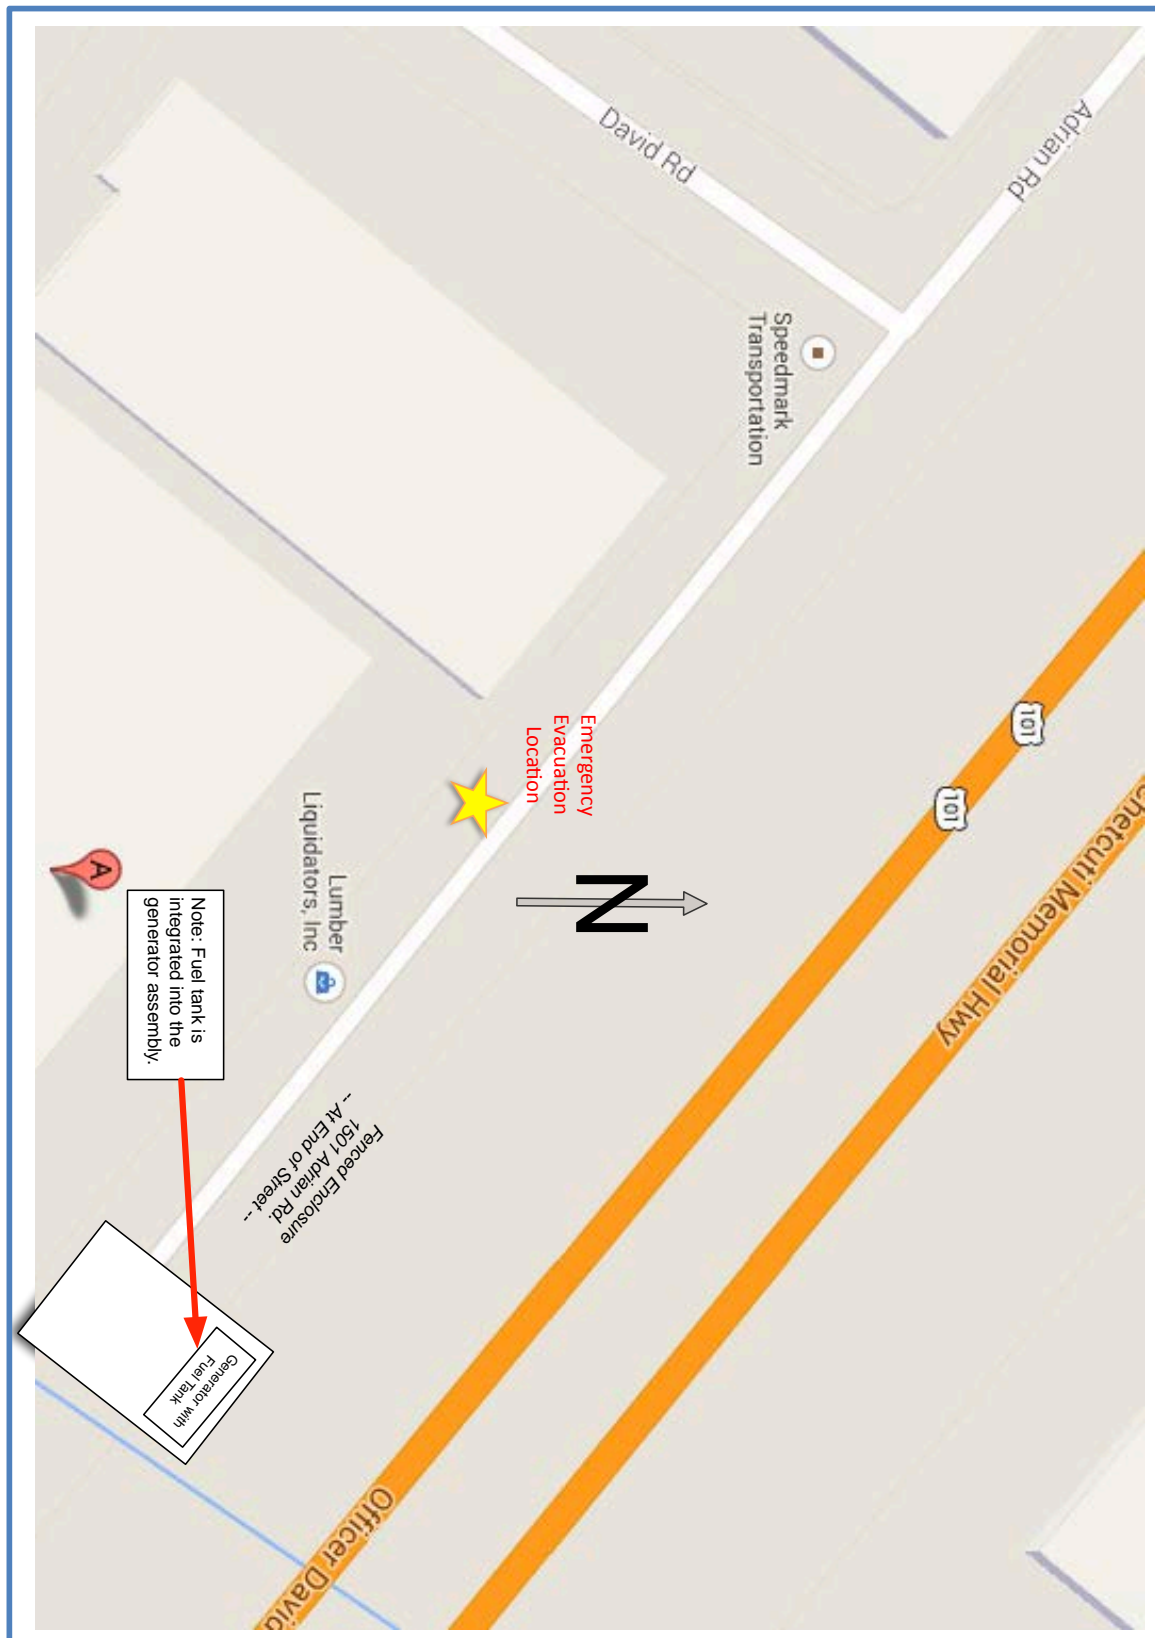 David Rd
Adrian Rd
Speedmark
Transportation
Emergency
Evacuation
Location
N
101
101
hetcuti Memorial Hwy
Lumber
Liquidators, Inc
A
Note: Fuel tank is
integrated into the
generator assembly.
Fenced Enclosure
1501 Adrian Rd.
-- At End of Street --
Generator with
Fuel Tank
Officer David